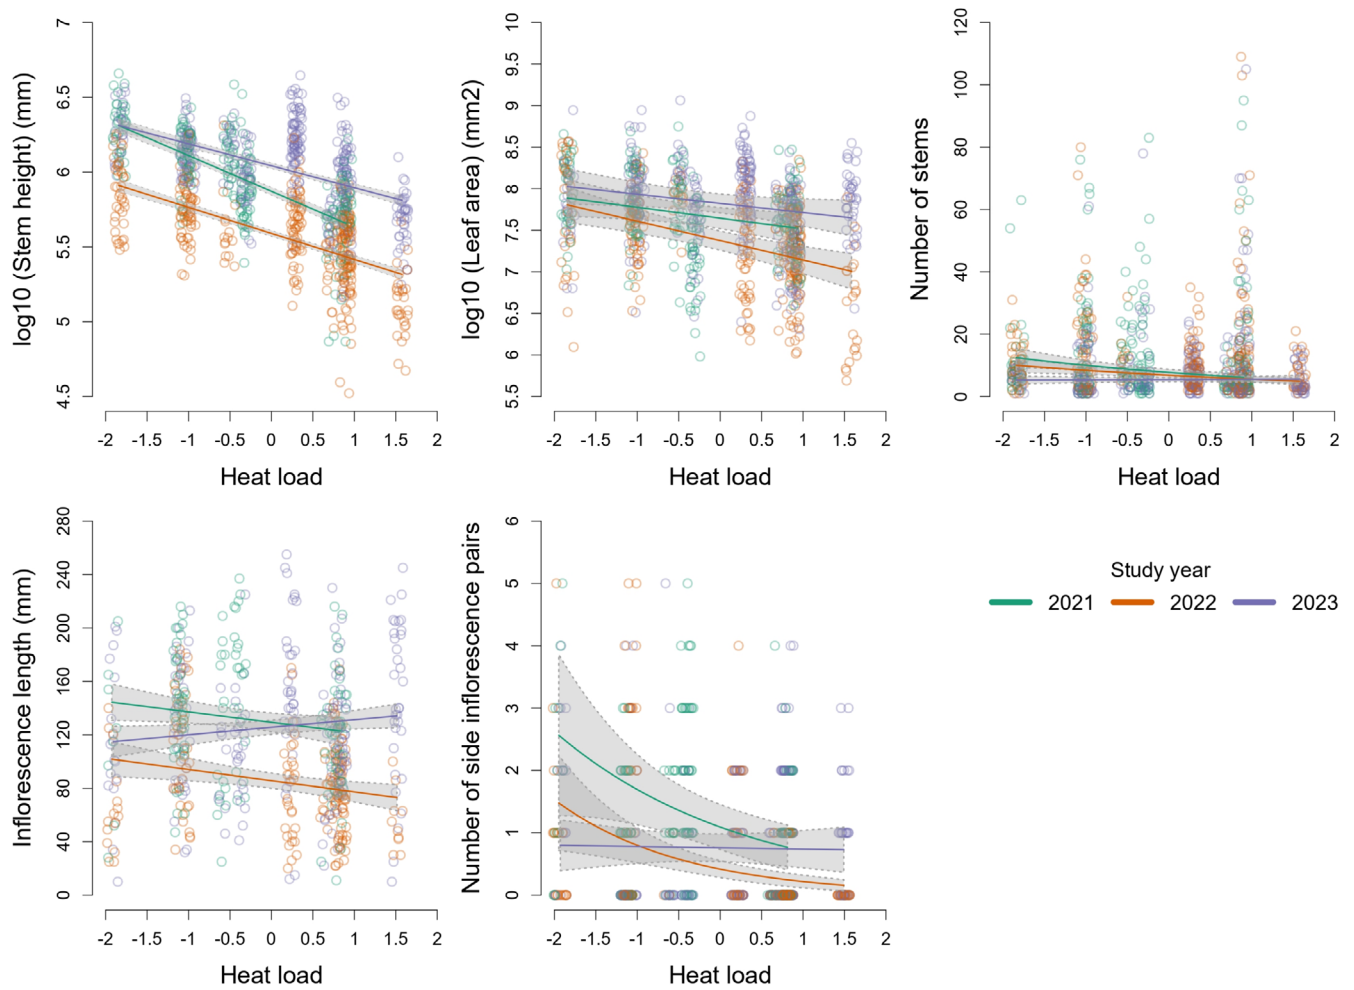 log10 (Stem height) (mm)
7
6.5
6
5.5
5
4.5
-2 -1.5 -1 -0.5 0 0.5 1 1.5 2
Heat load
log10 (Leaf area) (mm2)
10
9.5
9
8.5
8
7.5
7
6.5
6
5.5
-2 -1.5 -1 -0.5 0 0.5 1 1.5 2
Heat load
Number of stems
120
100
80
60
40
20
0
-2 -1.5 -1 -0.5 0 0.5 1 1.5 2
Heat load
Inflorescence length (mm)
280
240
200
160
120
80
40
0
-2 -1.5 -1 -0.5 0 0.5 1 1.5 2
Heat load
Number of side inflorescence pairs
6
5
4
3
2
1
0
-2 -1.5 -1 -0.5 0 0.5 1 1.5 2
Heat load
Study year
2021 2022 2023